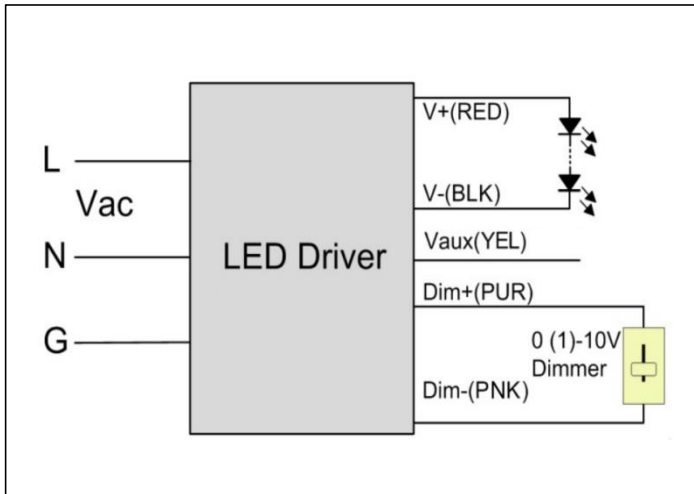 L
Vac
N
G
LED Driver
V+(RED)
V-(BLK)
Vaux(YEL)
Dim+(PUR)
0 (1)-10V
Dimmer
Dim-(PNK)